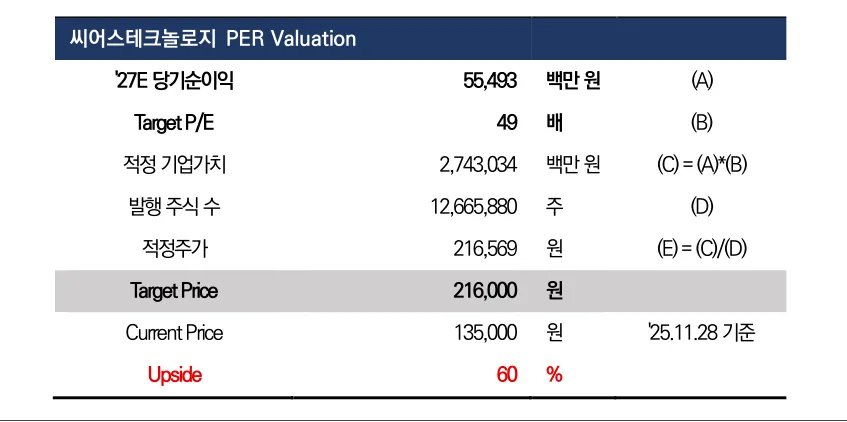 씨어스테크놀로지 PER Valuation
'27E 당기순이익 55,493 백만 원 (A)
Target P/E 49 배 (B)
적정 기업가치 2,743,034 백만 원 (C) = (A)*(B)
발행 주식 수 12,665,880 주 (D)
적정주가 216,569 원 (E) = (C)/(D)
Target Price 216,000 원
Current Price 135,000 원 '25.11.28 기준
Upside 60 %